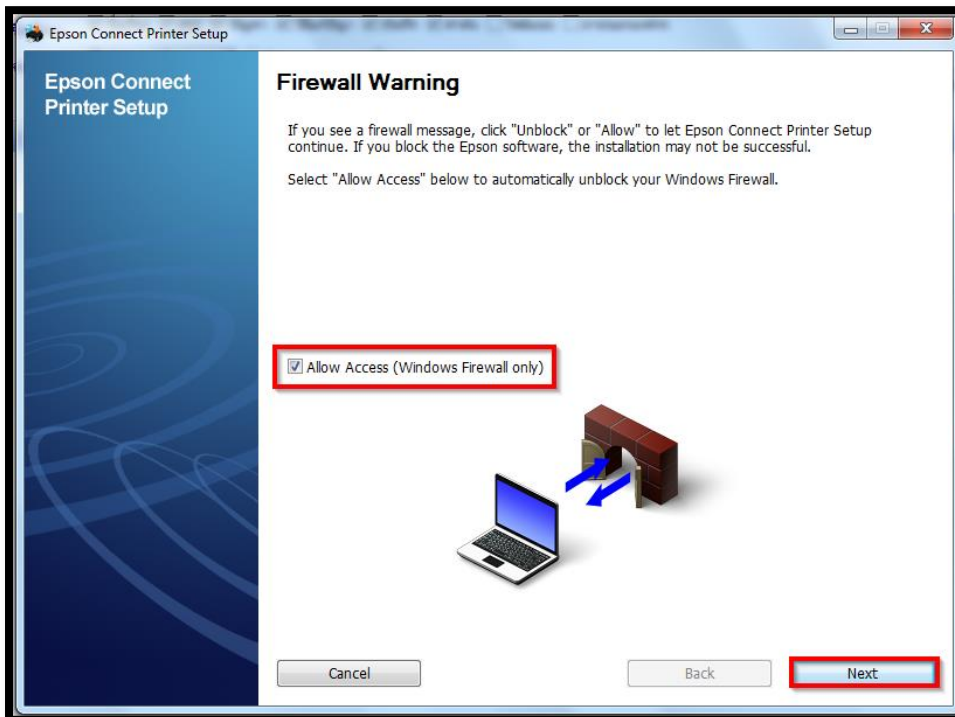 Epson Connect Printer Setup
Epson Connect
Printer Setup
Firewall Warning
If you see a firewall message, click "Unblock" or "Allow" to let Epson Connect Printer Setup
continue. If you block the Epson software, the installation may not be successful.
Select "Allow Access" below to automatically unblock your Windows Firewall.
Allow Access (Windows Firewall only)
Cancel
Back
Next